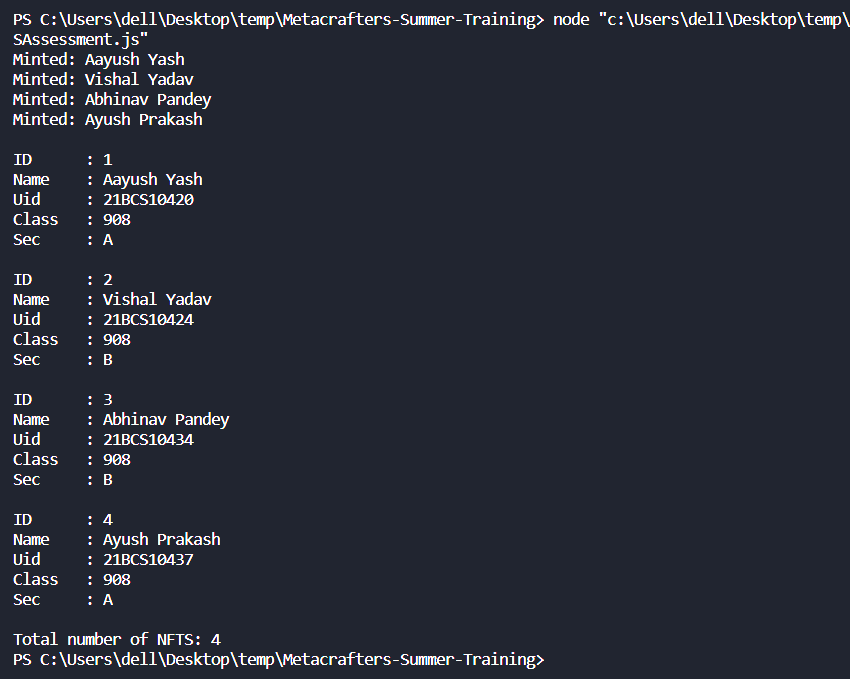 PS C:\Users\dell\Desktop\temp\Metacrafters-Summer-Training> node "c:\Users\dell\Desktop\temp\
SAssessment.js"
Minted: Aayush Yash
Minted: Vishal Yadav
Minted: Abhinav Pandey
Minted: Ayush Prakash
ID : 1
Name : Aayush Yash
Uid : 21BCS10420
Class : 908
Sec : A
ID : 2
Name : Vishal Yadav
Uid : 21BCS10424
Class : 908
Sec : B
ID : 3
Name : Abhinav Pandey
Uid : 21BCS10434
Class : 908
Sec : B
ID : 4
Name : Ayush Prakash
Uid : 21BCS10437
Class : 908
Sec : A
Total number of NFTS: 4
PS C:\Users\dell\Desktop\temp\Metacrafters-Summer-Training>